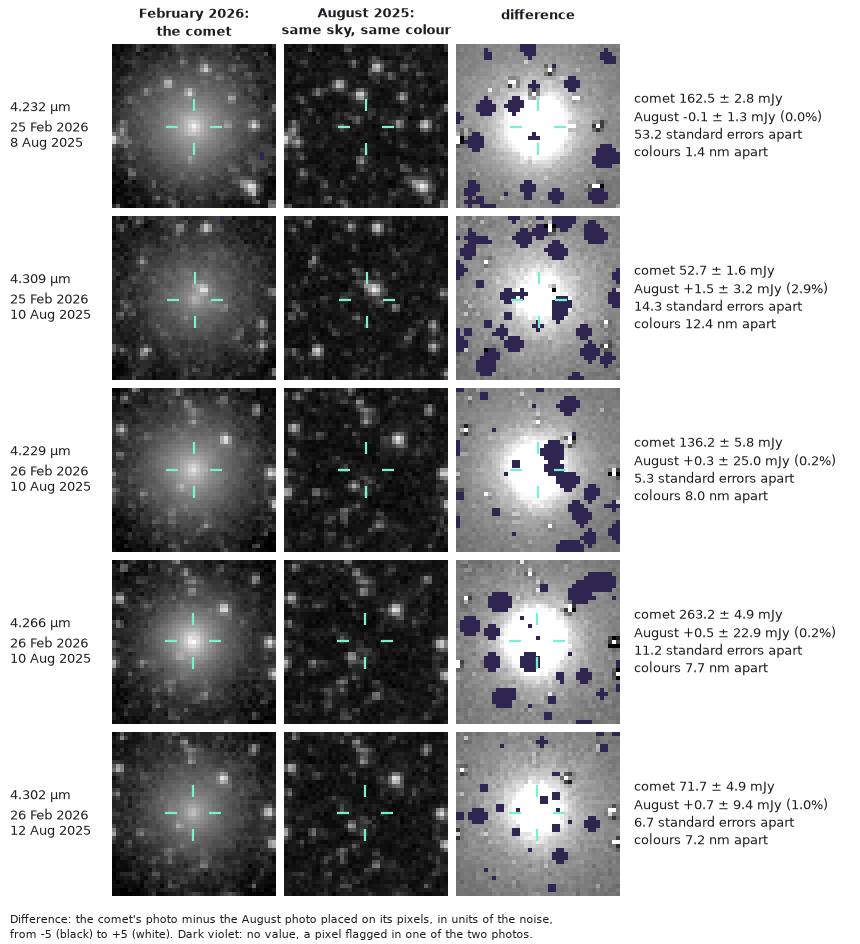 February 2026:
the comet
August 2025:
same sky, same colour
difference
4.232 µm
25 Feb 2026
8 Aug 2025
comet 162.5 ± 2.8 mJy
August -0.1 ± 1.3 mJy (0.0%)
53.2 standard errors apart
colours 1.4 nm apart
4.309 µm
25 Feb 2026
10 Aug 2025
comet 52.7 ± 1.6 mJy
August +1.5 ± 3.2 mJy (2.9%)
14.3 standard errors apart
colours 12.4 nm apart
4.229 µm
26 Feb 2026
10 Aug 2025
comet 136.2 ± 5.8 mJy
August +0.3 ± 25.0 mJy (0.2%)
5.3 standard errors apart
colours 8.0 nm apart
4.266 µm
26 Feb 2026
10 Aug 2025
comet 263.2 ± 4.9 mJy
August +0.5 ± 22.9 mJy (0.2%)
11.2 standard errors apart
colours 7.7 nm apart
4.302 µm
26 Feb 2026
12 Aug 2025
comet 71.7 ± 4.9 mJy
August +0.7 ± 9.4 mJy (1.0%)
6.7 standard errors apart
colours 7.2 nm apart
Difference: the comet's photo minus the August photo placed on its pixels, in units of the noise,
from -5 (black) to +5 (white). Dark violet: no value, a pixel flagged in one of the two photos.